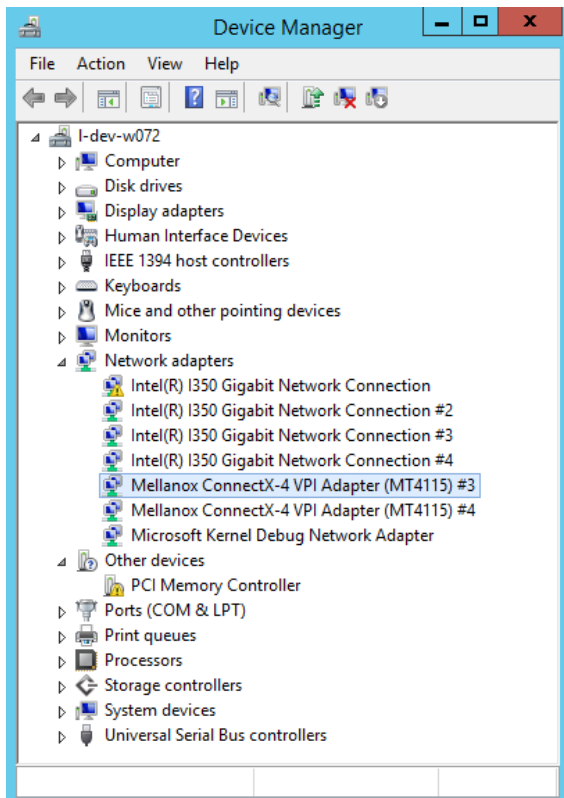 Device Manager
File Action View Help
l-dev-w072
Computer
Disk drives
Display adapters
Human Interface Devices
IEEE 1394 host controllers
Keyboards
Mice and other pointing devices
Monitors
Network adapters
Intel(R) I350 Gigabit Network Connection
Intel(R) I350 Gigabit Network Connection #2
Intel(R) I350 Gigabit Network Connection #3
Intel(R) I350 Gigabit Network Connection #4
Mellanox ConnectX-4 VPI Adapter (MT4115) #3
Mellanox ConnectX-4 VPI Adapter (MT4115) #4
Microsoft Kernel Debug Network Adapter
Other devices
PCI Memory Controller
Ports (COM & LPT)
Print queues
Processors
Storage controllers
System devices
Universal Serial Bus controllers